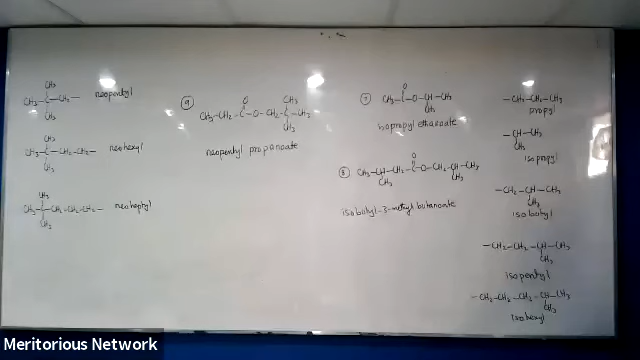 CH₃
CH₃-C-CH₂- neopentyl
CH₃
CH₃
CH₃-C-CH₂-CH₂- neohexyl
CH₃
CH₃
CH₃-C-CH₂-CH₂-CH₂- neoheptyl
CH₃
⑨ O CH₃
CH₃-CH₂-C-O-CH₂-C-CH₃
CH₃
neopentyl propanoate
⑦ O
CH₃-C-O-CH-CH₃
CH₃
isopropyl ethanoate
⑧ O
CH₃-CH-CH₂-C-O-CH₂-CH-CH₃
CH₃ CH₃
isobutyl-3-methyl butanoate
-CH₂-CH₂-CH₃
propyl
-CH-CH₃
CH₃
isopropyl
-CH₂-CH-CH₃
CH₃
isobutyl
-CH₂-CH₂-CH-CH₃
CH₃
isopentyl
-CH₂-CH₂-CH₂-CH-CH₃
CH₃
isohexyl
Meritorious Network